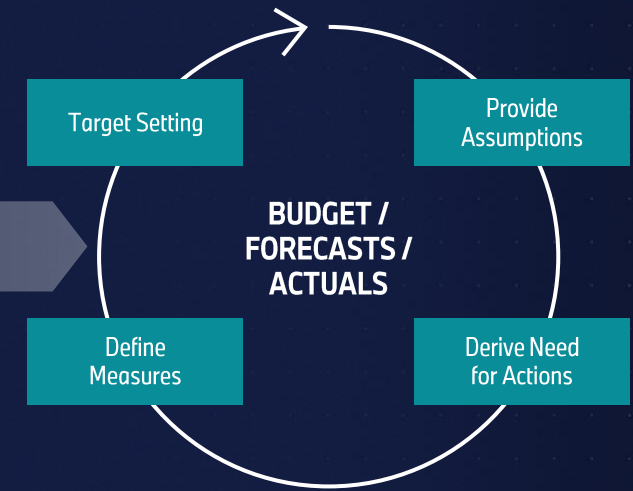 Target Setting
Provide
Assumptions
BUDGET /
FORECASTS /
ACTUALS
Define
Measures
Derive Need
for Actions